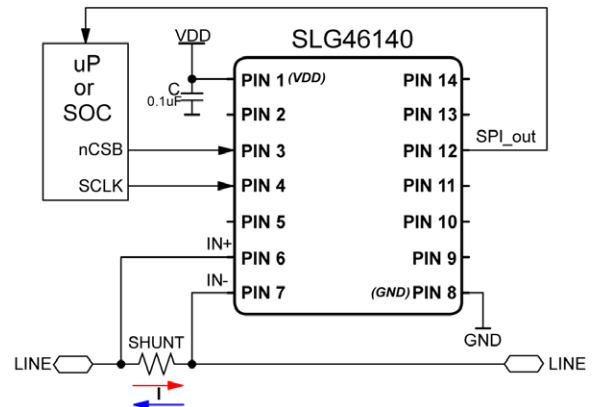 VDD
SLG46140
uP
or
SOC
C
0.1uF
nCSB
SCLK
PIN 1 (VDD)
PIN 2
PIN 3
PIN 4
PIN 5
PIN 6
PIN 7
PIN 14
PIN 13
PIN 12
PIN 11
PIN 10
PIN 9
(GND) PIN 8
SPI_out
IN+
IN-
GND
SHUNT
LINE
LINE
I